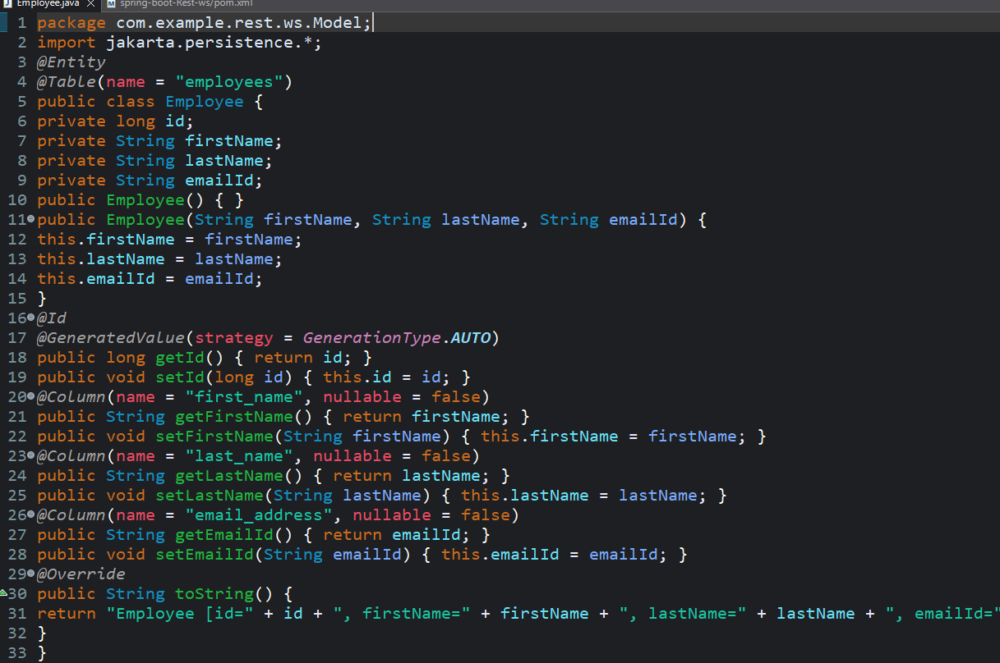 Employee.java
spring-boot-Rest-ws/pom.xml
1 package com.example.rest.ws.Model;
2 import jakarta.persistence.*;
3 @Entity
4 @Table(name = "employees")
5 public class Employee {
6 private long id;
7 private String firstName;
8 private String lastName;
9 private String emailId;
10 public Employee() { }
11 public Employee(String firstName, String lastName, String emailId) {
12 this.firstName = firstName;
13 this.lastName = lastName;
14 this.emailId = emailId;
15 }
16 @Id
17 @GeneratedValue(strategy = GenerationType.AUTO)
18 public long getId() { return id; }
19 public void setId(long id) { this.id = id; }
20 @Column(name = "first_name", nullable = false)
21 public String getFirstName() { return firstName; }
22 public void setFirstName(String firstName) { this.firstName = firstName; }
23 @Column(name = "last_name", nullable = false)
24 public String getLastName() { return lastName; }
25 public void setLastName(String lastName) { this.lastName = lastName; }
26 @Column(name = "email_address", nullable = false)
27 public String getEmailId() { return emailId; }
28 public void setEmailId(String emailId) { this.emailId = emailId; }
29 @Override
30 public String toString() {
31 return "Employee [id=" + id + ", firstName=" + firstName + ", lastName=" + lastName + ", emailId="
32 }
33 }